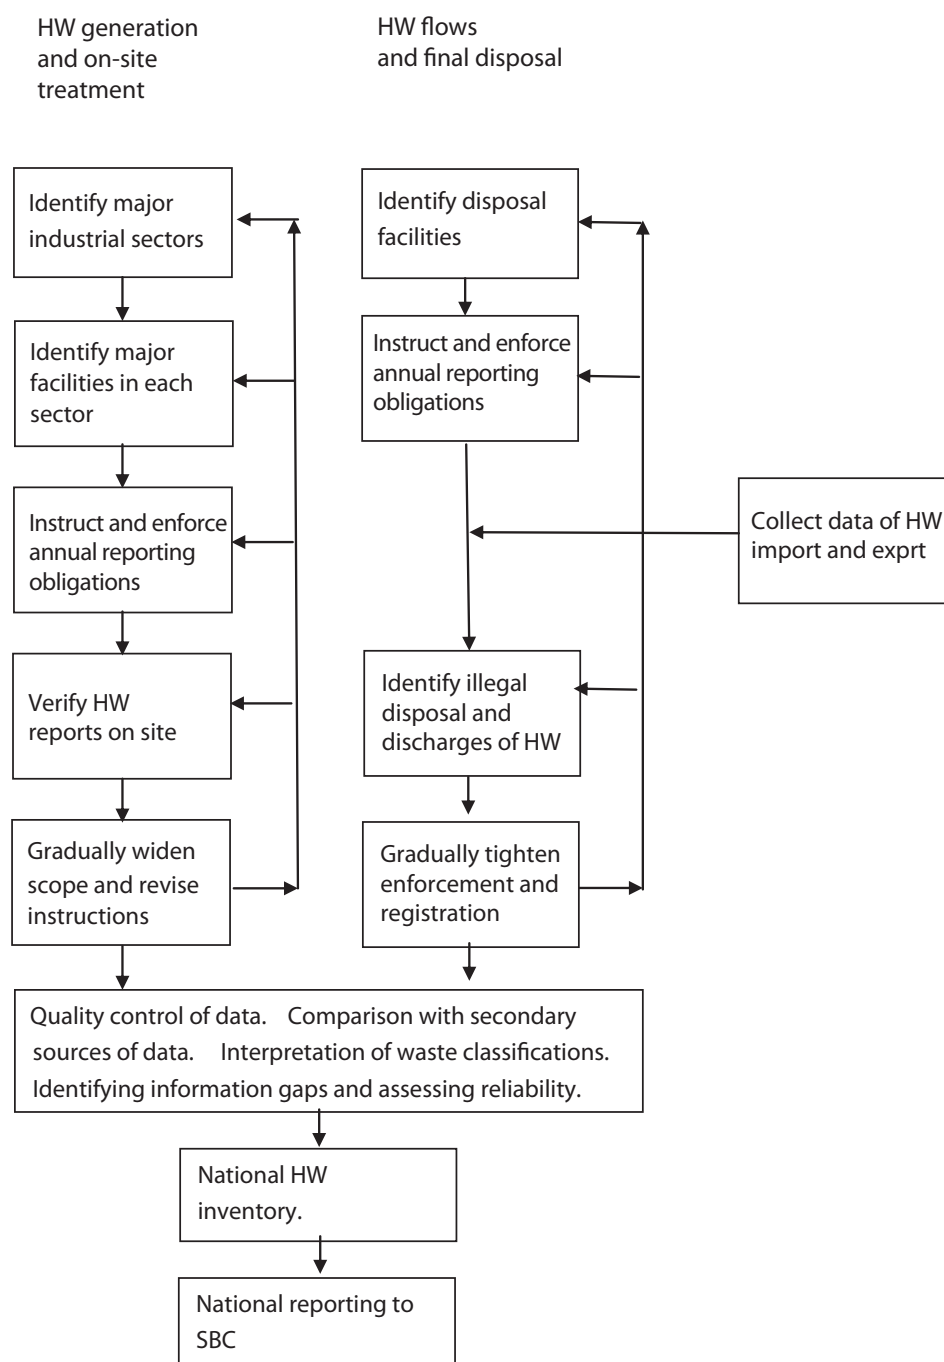 HW generation
and on-site
treatment
HW flows
and final disposal
Identify major
industrial sectors
Identify disposal
facilities
Identify major
facilities in each
sector
Instruct and enforce
annual reporting
obligations
Instruct and enforce
annual reporting
obligations
Collect data of HW
import and exprt
Verify HW
reports on site
Identify illegal
disposal and
discharges of HW
Gradually widen
scope and revise
instructions
Gradually tighten
enforcement and
registration
Quality control of data. Comparison with secondary
sources of data. Interpretation of waste classifications.
Identifying information gaps and assessing reliability.
National HW
inventory.
National reporting to
SBC